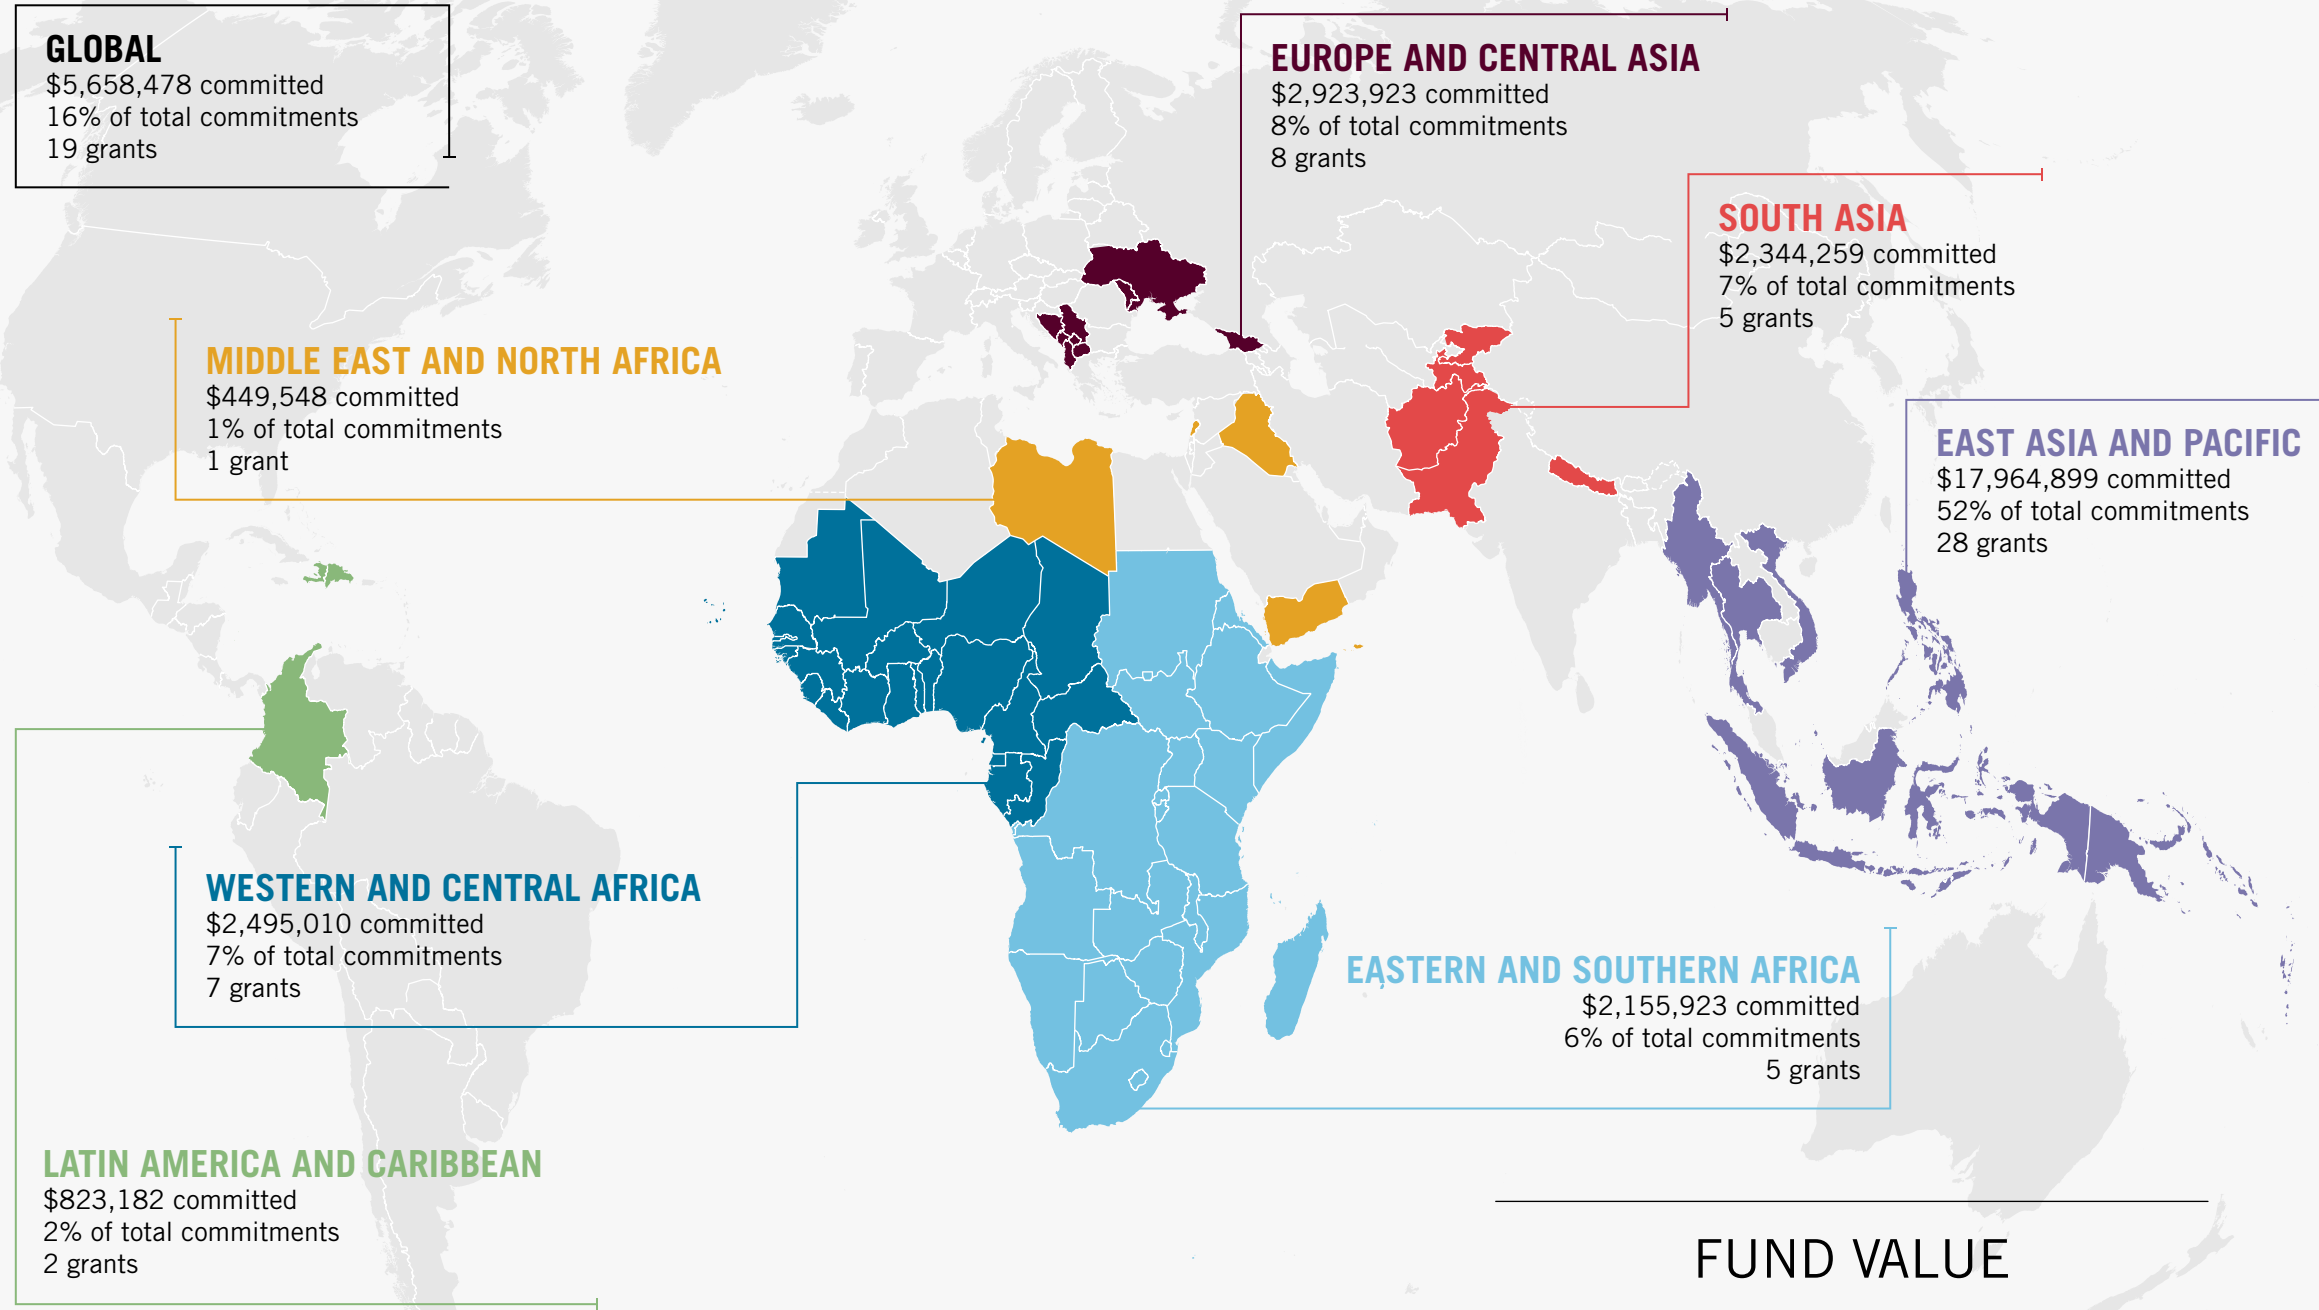 GLOBAL
$5,658,478 committed
16% of total commitments
19 grants
EUROPE AND CENTRAL ASIA
$2,923,923 committed
8% of total commitments
8 grants
SOUTH ASIA
$2,344,259 committed
7% of total commitments
5 grants
MIDDLE EAST AND NORTH AFRICA
$449,548 committed
1% of total commitments
1 grant
EAST ASIA AND PACIFIC
$17,964,899 committed
52% of total commitments
28 grants
WESTERN AND CENTRAL AFRICA
$2,495,010 committed
7% of total commitments
7 grants
EASTERN AND SOUTHERN AFRICA
$2,155,923 committed
6% of total commitments
5 grants
LATIN AMERICA AND CARIBBEAN
$823,182 committed
2% of total commitments
2 grants
FUND VALUE